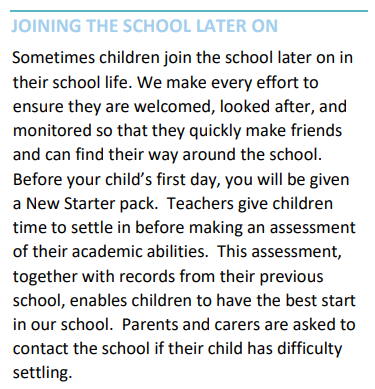 JOINING THE SCHOOL LATER ON
Sometimes children join the school later on in
their school life. We make every effort to
ensure they are welcomed, looked after, and
monitored so that they quickly make friends
and can find their way around the school.
Before your child’s first day, you will be given
a New Starter pack.  Teachers give children
time to settle in before making an assessment
of their academic abilities.  This assessment,
together with records from their previous
school, enables children to have the best start
in our school.  Parents and carers are asked to
contact the school if their child has difficulty
settling.